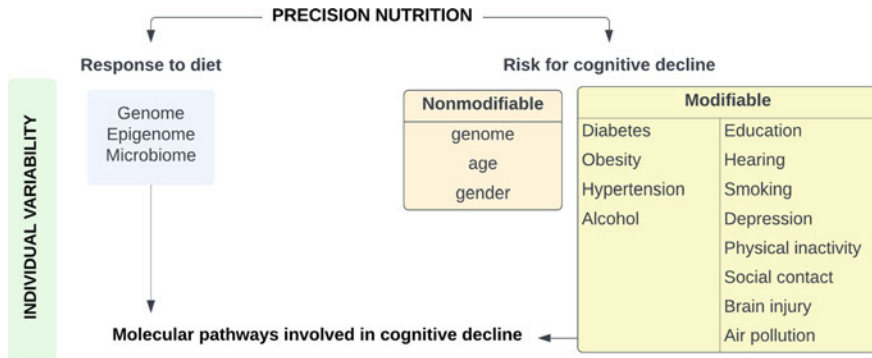 PRECISION NUTRITION
Response to diet
Risk for cognitive decline
INDIVIDUAL VARIABILITY
Genome
Epigenome
Microbiome
Nonmodifiable
genome
age
gender
Modifiable
Diabetes
Obesity
Hypertension
Alcohol
Education
Hearing
Smoking
Depression
Physical inactivity
Social contact
Brain injury
Air pollution
Molecular pathways involved in cognitive decline